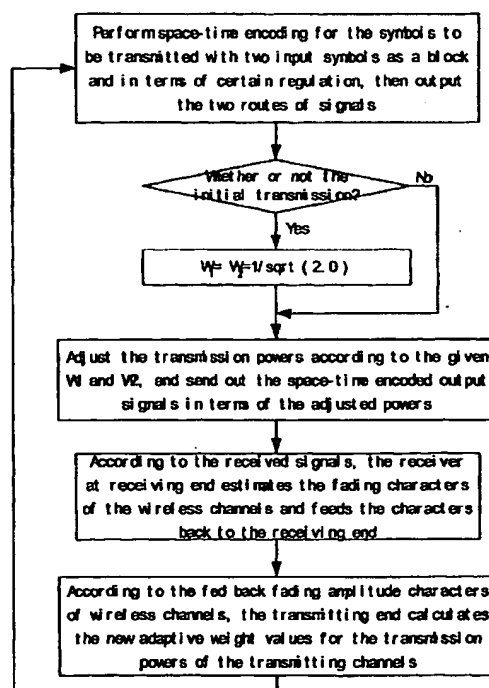 Perform space-time encoding for the symbols to
be transmitted with two input symbols as a block
and in terms of certain regulation, then output
the two routes of signals
Whether or not the
initial transmission?
No
Yes
W₁= W₂=1/sqrt (2.0)
Adjust the transmission powers according to the given
W1 and W2, and send out the space-time encoded output
signals in terms of the adjusted powers
According to the received signals, the receiver
at receiving end estimates the fading characters
of the wireless channels and feeds the characters
back to the receiving end
According to the fed back fading amplitude characters
of wireless channels, the transmitting end calculates
the new adaptive weight values for the transmission
powers of the transmitting channels